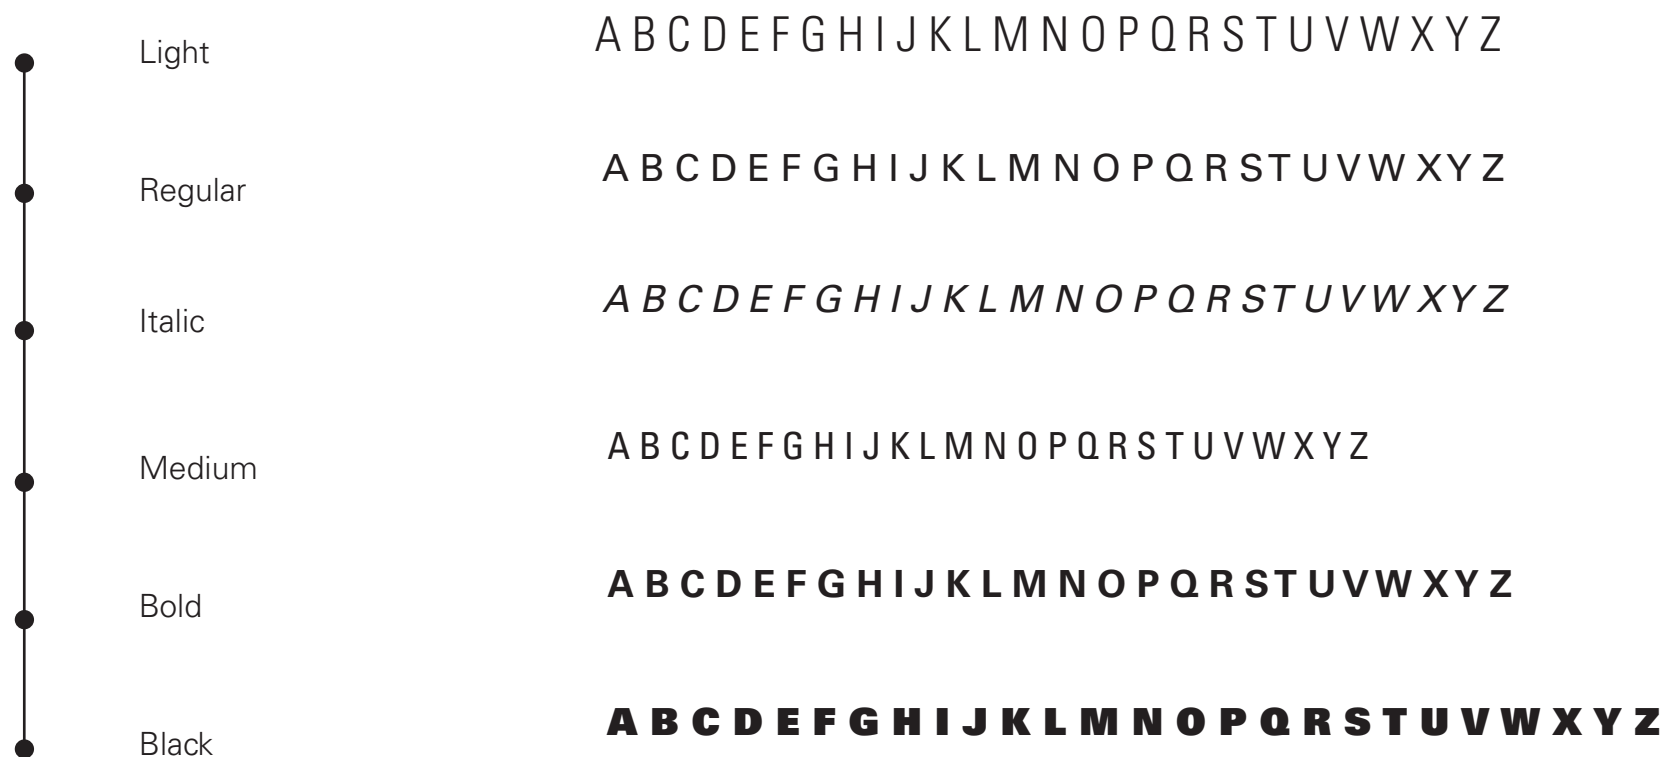 Light
A B C D E F G H I J K L M N O P Q R S T U V W X Y Z
Regular
A B C D E F G H I J K L M N O P Q R S T U V W X Y Z
Italic
A B C D E F G H I J K L M N O P Q R S T U V W X Y Z
Medium
A B C D E F G H I J K L M N O P Q R S T U V W X Y Z
Bold
A B C D E F G H I J K L M N O P Q R S T U V W X Y Z
Black
A B C D E F G H I J K L M N O P Q R S T U V W X Y Z